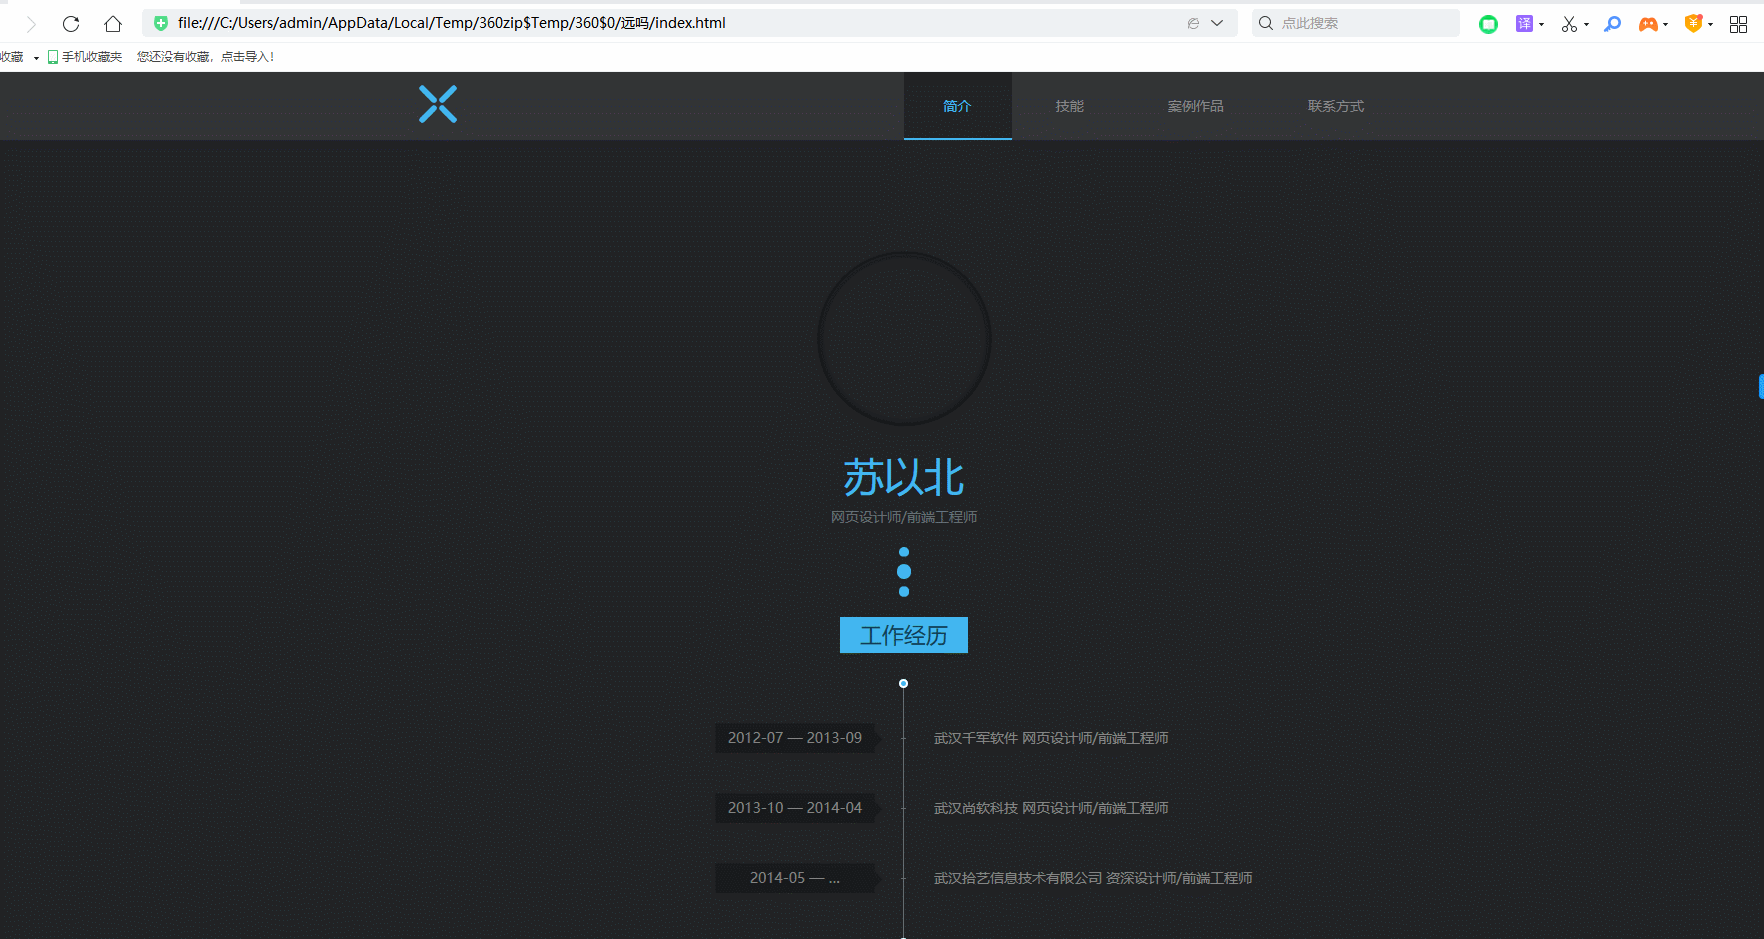 file:///C:/Users/admin/AppData/Local/Temp/360zip$Temp/360$0/远吗/index.html
点此搜索
译
收藏 手机收藏夹 您还没有收藏，点击导入！
简介 技能 案例作品 联系方式
苏以北
网页设计师/前端工程师
工作经历
2012-07 — 2013-09 武汉千军软件 网页设计师/前端工程师
2013-10 — 2014-04 武汉尚软科技 网页设计师/前端工程师
2014-05 — ... 武汉拾艺信息技术有限公司 资深设计师/前端工程师